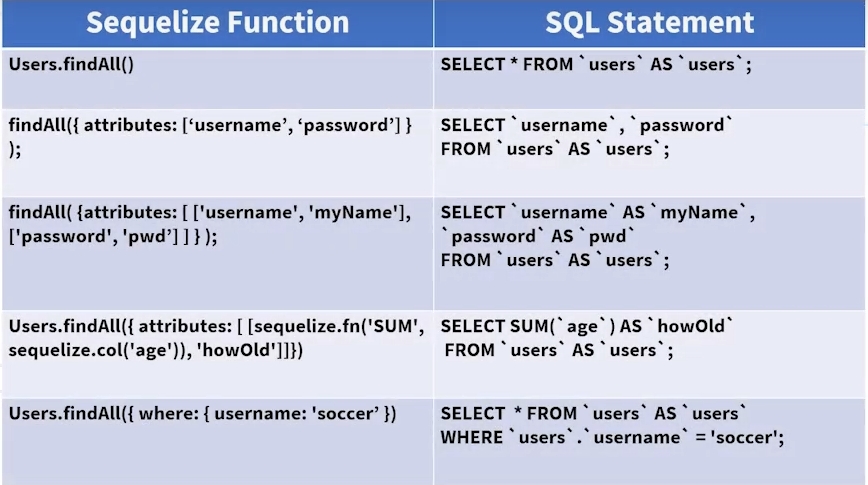 Sequelize Function
SQL Statement
Users.findAll()
SELECT * FROM `users` AS `users`;
findAll({ attributes: [‘username’, ‘password’] }
);
SELECT `username`, `password`
FROM `users` AS `users`;
findAll( {attributes: [ ['username', 'myName'],
['password', 'pwd’] ] } );
SELECT `username` AS `myName`,
`password` AS `pwd`
FROM `users` AS `users`;
Users.findAll({ attributes: [ [sequelize.fn('SUM',
sequelize.col('age')), 'howOld']]})
SELECT SUM(`age`) AS `howOld`
FROM `users` AS `users`;
Users.findAll({ where: { username: 'soccer’ })
SELECT * FROM `users` AS `users`
WHERE `users`.`username` = 'soccer';